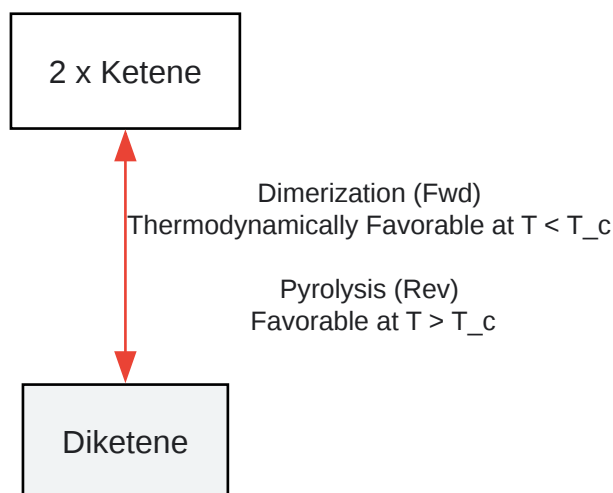 2 x Ketene
Dimerization (Fwd)
Thermodynamically Favorable at T < T_c
Pyrolysis (Rev)
Favorable at T > T_c
Diketene